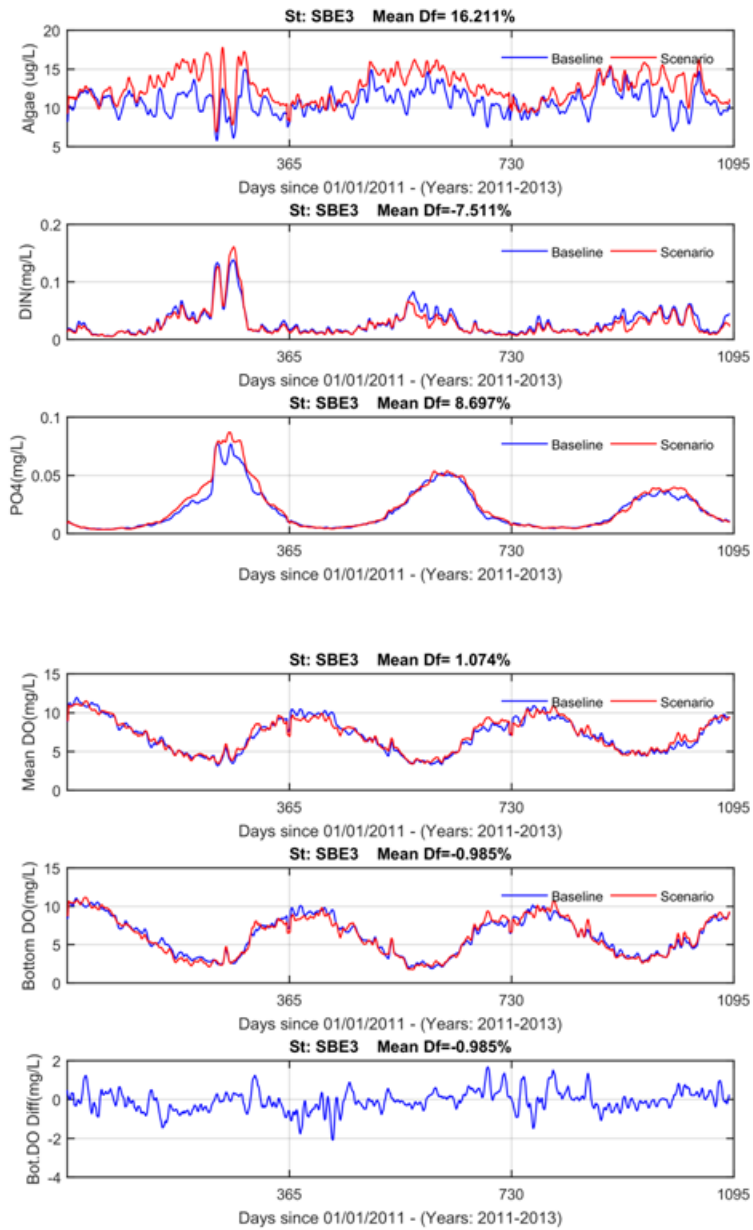 St: SBE3 Mean Df= 16.211%
20
15
10
5
Algae (ug/L)
Baseline Scenario
365 730 1095
Days since 01/01/2011 - (Years: 2011-2013)
St: SBE3 Mean Df=-7.511%
0.2
0.1
0
DIN(mg/L)
Baseline Scenario
365 730 1095
Days since 01/01/2011 - (Years: 2011-2013)
St: SBE3 Mean Df= 8.697%
0.1
0.05
0
PO4(mg/L)
Baseline Scenario
365 730 1095
Days since 01/01/2011 - (Years: 2011-2013)
St: SBE3 Mean Df= 1.074%
15
10
5
0
Mean DO(mg/L)
Baseline Scenario
365 730 1095
Days since 01/01/2011 - (Years: 2011-2013)
St: SBE3 Mean Df=-0.985%
15
10
5
0
Bottom DO(mg/L)
Baseline Scenario
365 730 1095
Days since 01/01/2011 - (Years: 2011-2013)
St: SBE3 Mean Df=-0.985%
2
0
-2
-4
Bot.DO Diff(mg/L)
365 730 1095
Days since 01/01/2011 - (Years: 2011-2013)